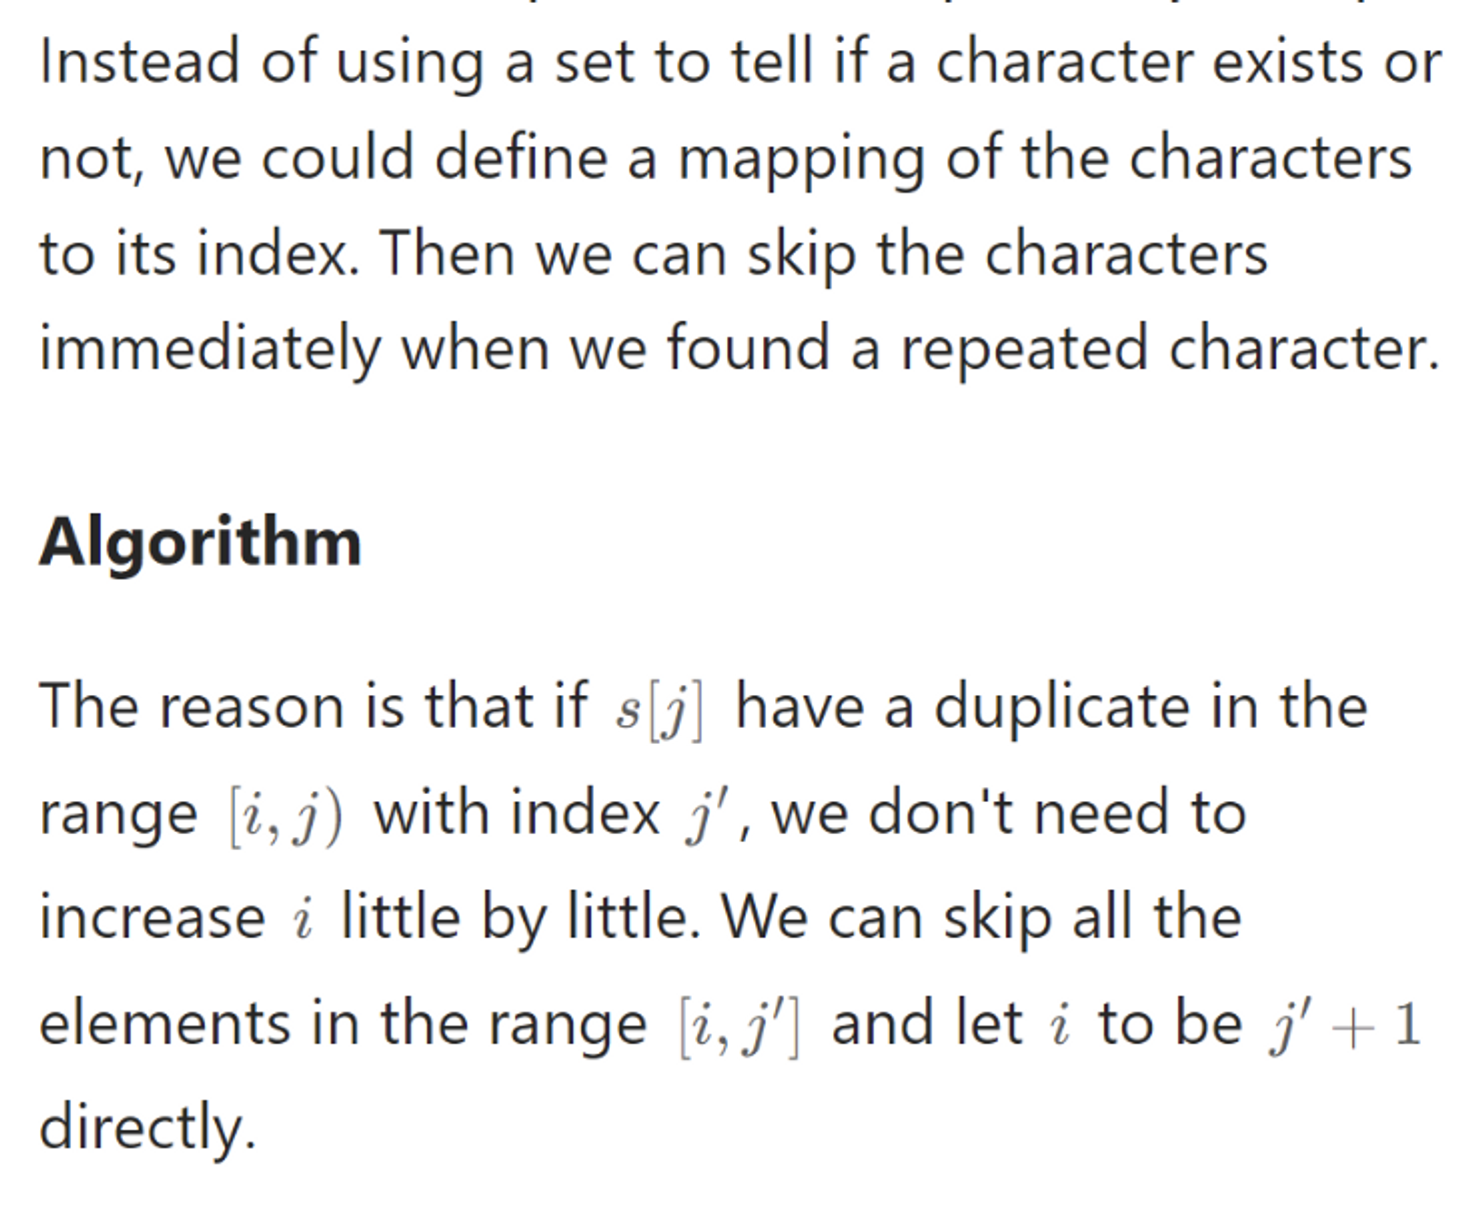 Instead of using a set to tell if a character exists or
not, we could define a mapping of the characters
to its index. Then we can skip the characters
immediately when we found a repeated character.
Algorithm
The reason is that if s[j] have a duplicate in the
range [i, j) with index j′, we don't need to
increase i little by little. We can skip all the
elements in the range [i, j′] and let i to be j′ + 1
directly.